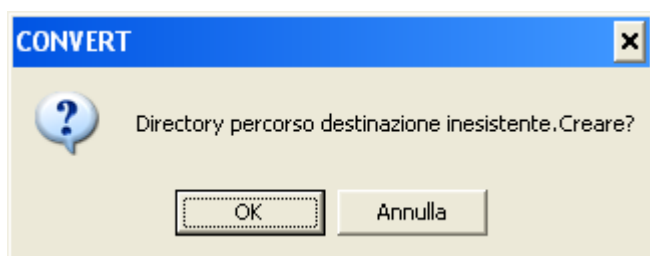 CONVERT
Directory percorso destinazione inesistente.Creare?
OK
Annulla